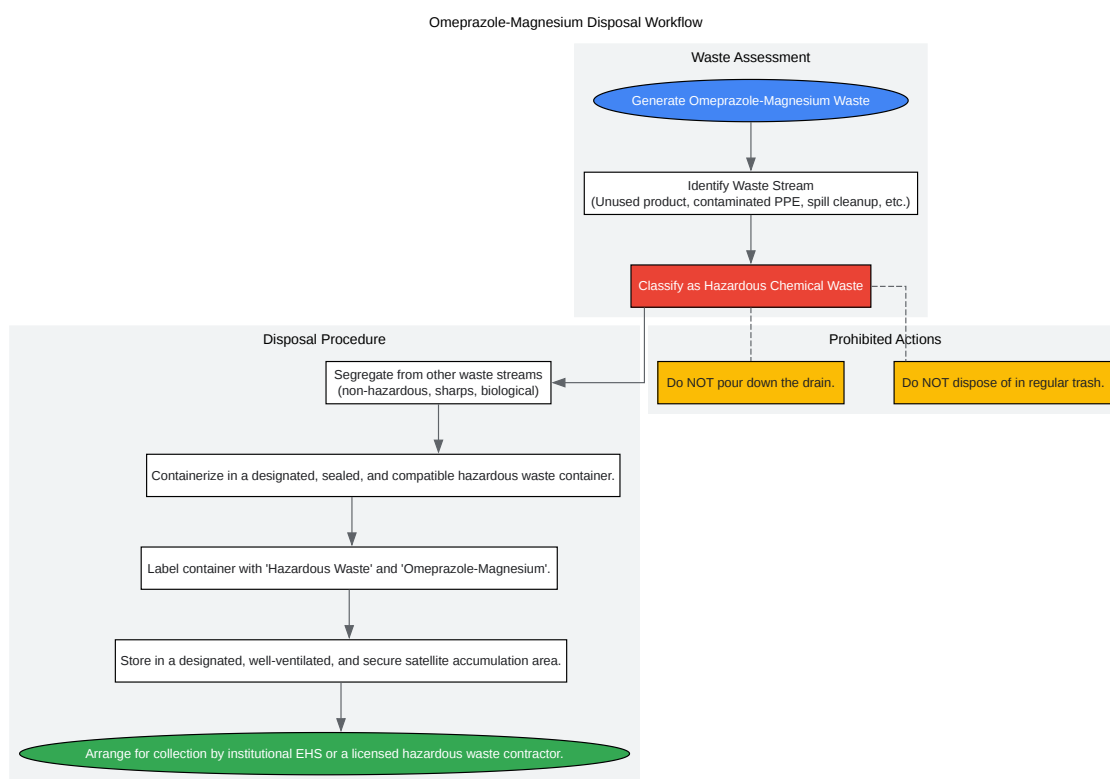 Omeprazole-Magnesium Disposal Workflow
Waste Assessment
Generate Omeprazole-Magnesium Waste
Identify Waste Stream
(Unused product, contaminated PPE, spill cleanup, etc.)
Classify as Hazardous Chemical Waste
Disposal Procedure
Segregate from other waste streams
(non-hazardous, sharps, biological)
Containerize in a designated, sealed, and compatible hazardous waste container.
Label container with 'Hazardous Waste' and 'Omeprazole-Magnesium'.
Store in a designated, well-ventilated, and secure satellite accumulation area.
Arrange for collection by institutional EHS or a licensed hazardous waste contractor.
Prohibited Actions
Do NOT pour down the drain.
Do NOT dispose of in regular trash.